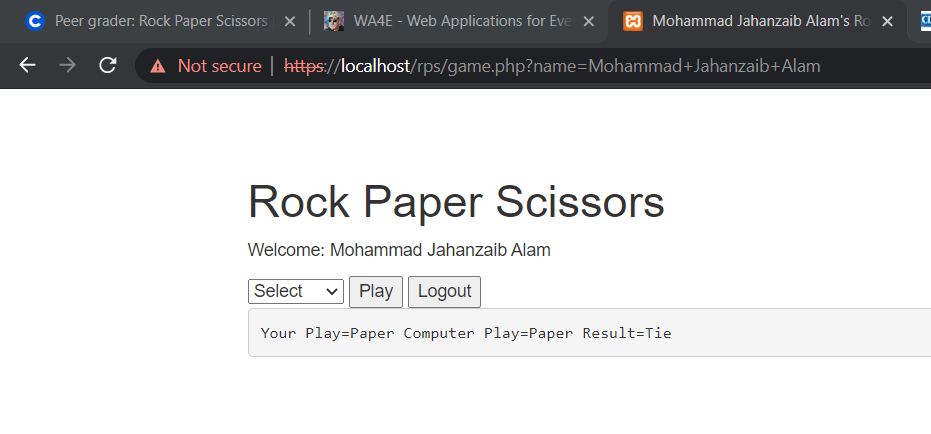 Peer grader: Rock Paper Scissors
WA4E - Web Applications for Eve
Mohammad Jahanzaib Alam's Ro
Not secure | https://localhost/rps/game.php?name=Mohammad+Jahanzaib+Alam
Rock Paper Scissors
Welcome: Mohammad Jahanzaib Alam
Select Play Logout
Your Play=Paper Computer Play=Paper Result=Tie